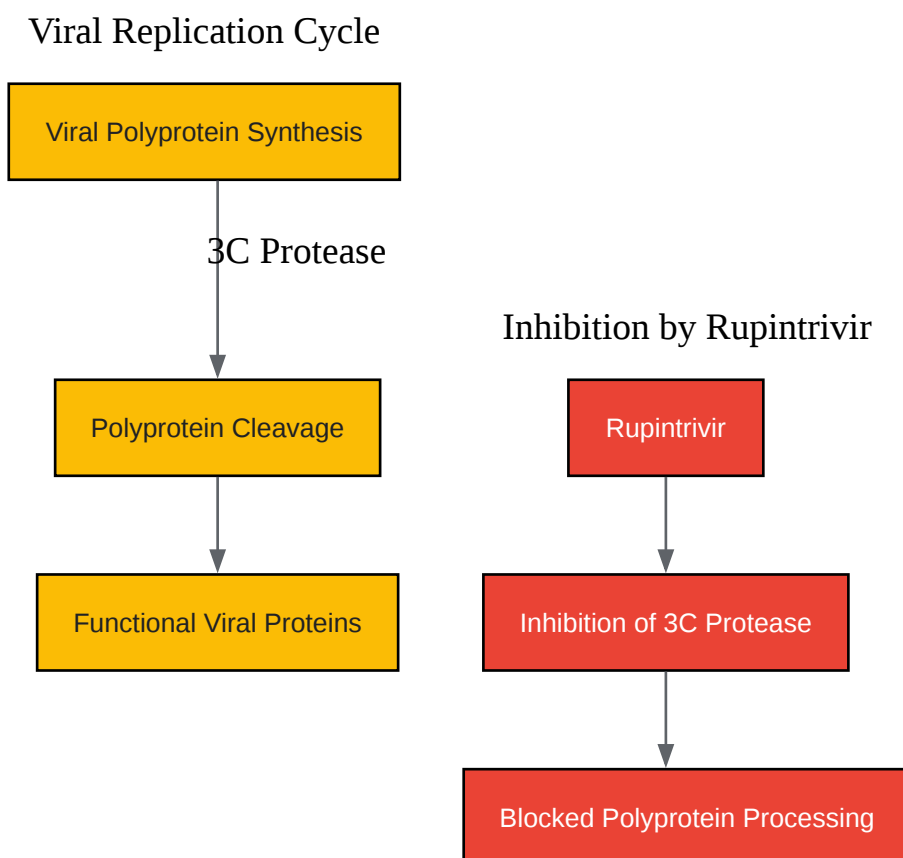 Viral Replication Cycle
Viral Polyprotein Synthesis
3C Protease
Polyprotein Cleavage
Functional Viral Proteins
Inhibition by Rupintrivir
Rupintrivir
Inhibition of 3C Protease
Blocked Polyprotein Processing